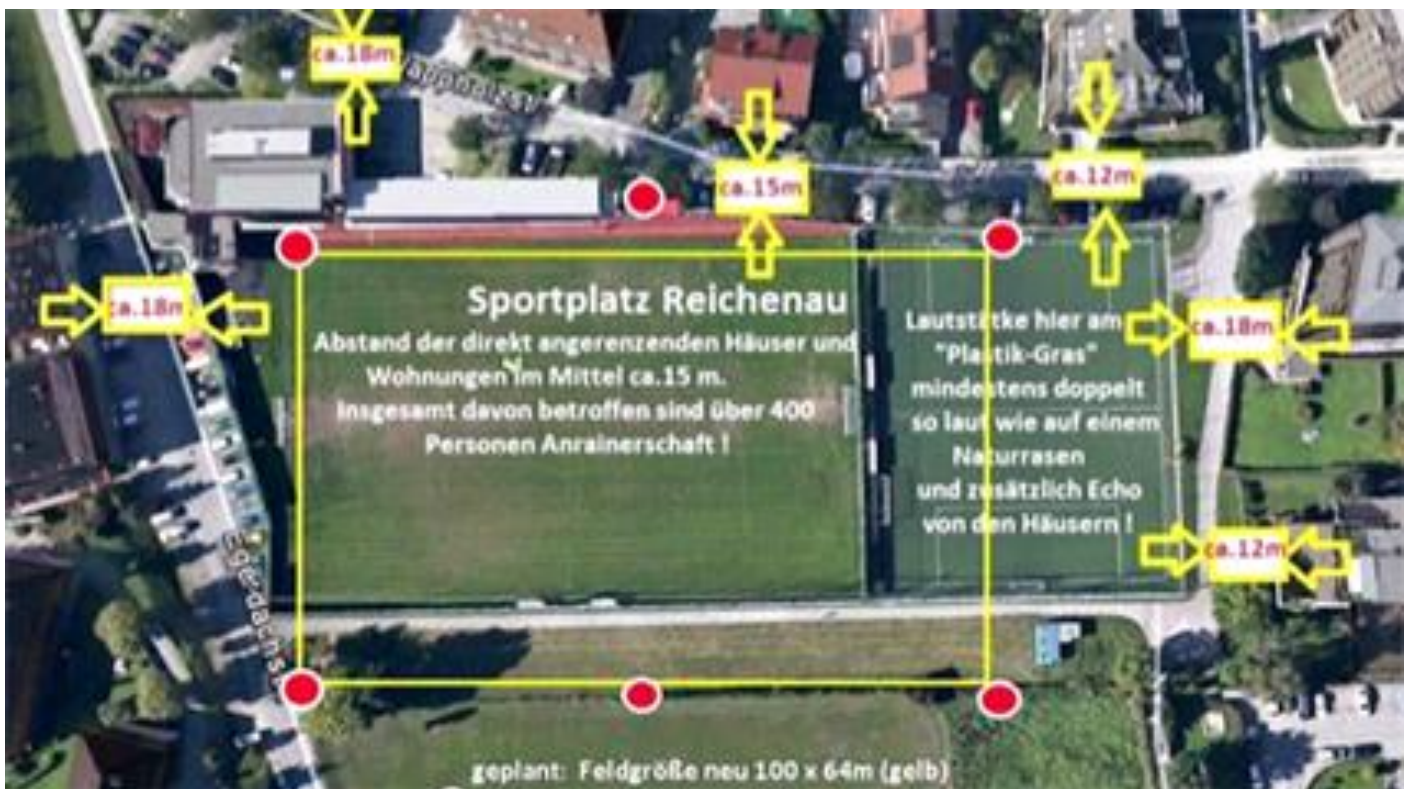 ca.18m
ca.15m
ca.12m
ca.18m
Sportplatz Reichenau
Abstand der direkt angerenzenden Häuser und
Wohnungen im Mittel ca.15 m.
Insgesamt davon betroffen sind über 400
Personen Anrainerschaft !
Lautstätke hier am
"Plastik-Gras"
mindestens doppelt
so laut wie auf einem
Naturrasen
und zusätzlich Echo
von den Häusern !
ca.18m
ca.12m
geplant: Feldgröße neu 100 x 64m (gelb)